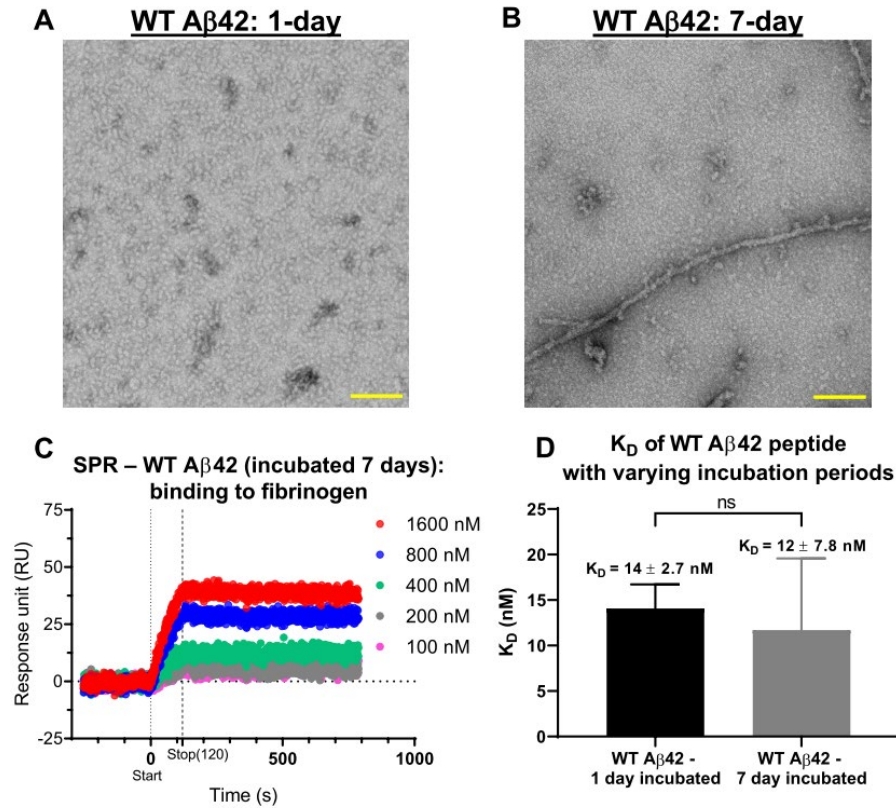 A
WT Aβ42: 1-day
B
WT Aβ42: 7-day
C
SPR – WT Aβ42 (incubated 7 days):
binding to fibrinogen
Response unit (RU)
75
50
25
0
-25
0
500
1000
Start
Stop(120)
Time (s)
1600 nM
800 nM
400 nM
200 nM
100 nM
D
KD of WT Aβ42 peptide
with varying incubation periods
ns
KD = 14 ± 2.7 nM
KD = 12 ± 7.8 nM
KD (nM)
25
20
15
10
5
0
WT Aβ42 -
1 day incubated
WT Aβ42 -
7 day incubated